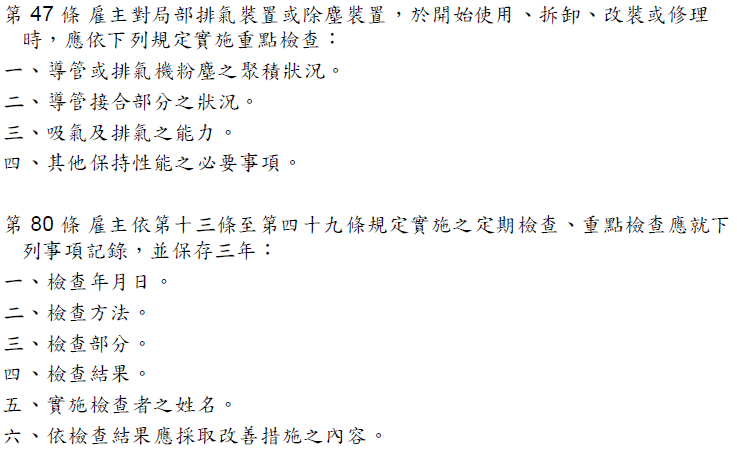 第 47 條 雇主對局部排氣裝置或除塵裝置，於開始使用、拆卸、改裝或修理
時，應依下列規定實施重點檢查：
一、導管或排氣機粉塵之聚積狀況。
二、導管接合部分之狀況。
三、吸氣及排氣之能力。
四、其他保持性能之必要事項。
第 80 條 雇主依第十三條至第四十九條規定實施之定期檢查、重點檢查應就下
列事項記錄，並保存三年：
一、檢查年月日。
二、檢查方法。
三、檢查部分。
四、檢查結果。
五、實施檢查者之姓名。
六、依檢查結果應採取改善措施之內容。